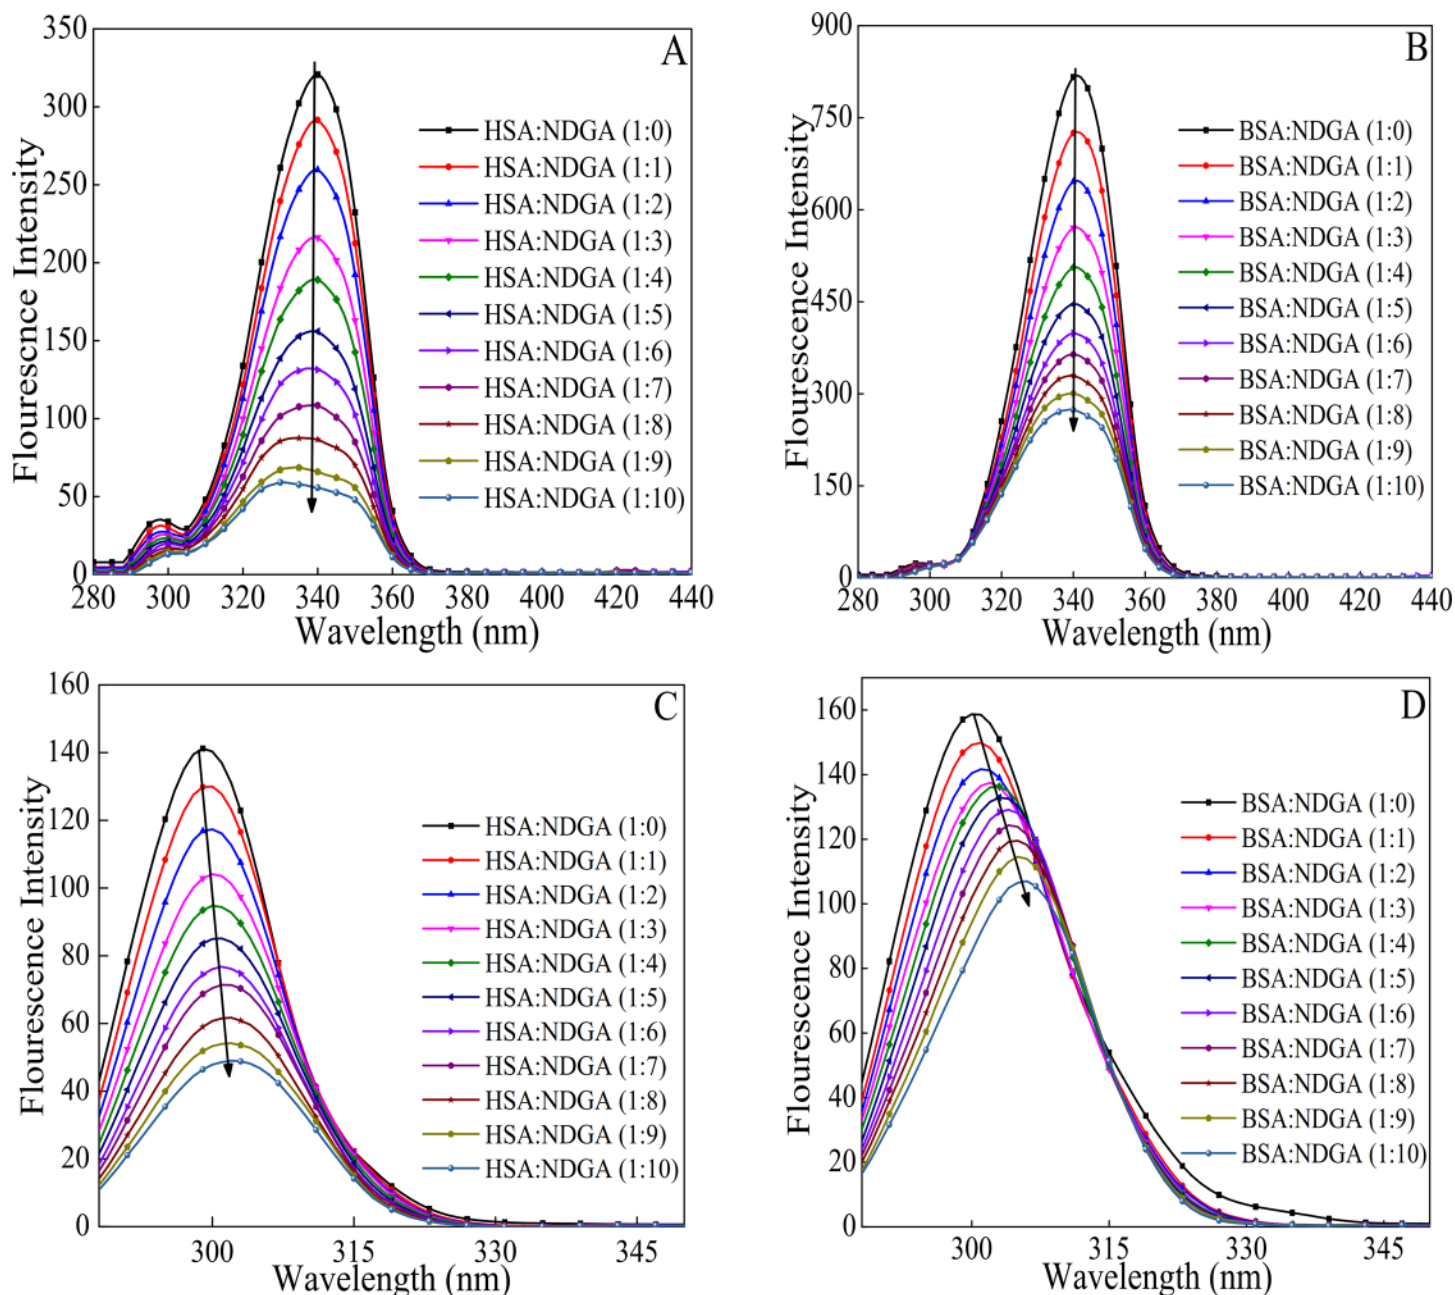 A
Flourescnce Intensity
350
300
250
200
150
100
50
0
HSA:NDGA (1:0)
HSA:NDGA (1:1)
HSA:NDGA (1:2)
HSA:NDGA (1:3)
HSA:NDGA (1:4)
HSA:NDGA (1:5)
HSA:NDGA (1:6)
HSA:NDGA (1:7)
HSA:NDGA (1:8)
HSA:NDGA (1:9)
HSA:NDGA (1:10)
280 300 320 340 360 380 400 420 440
Wavelength (nm)
B
Flourescence Intensity
900
750
600
450
300
150
0
BSA:NDGA (1:0)
BSA:NDGA (1:1)
BSA:NDGA (1:2)
BSA:NDGA (1:3)
BSA:NDGA (1:4)
BSA:NDGA (1:5)
BSA:NDGA (1:6)
BSA:NDGA (1:7)
BSA:NDGA (1:8)
BSA:NDGA (1:9)
BSA:NDGA (1:10)
280 300 320 340 360 380 400 420 440
Wavelength (nm)
C
Flourescence Intensity
160
140
120
100
80
60
40
20
0
HSA:NDGA (1:0)
HSA:NDGA (1:1)
HSA:NDGA (1:2)
HSA:NDGA (1:3)
HSA:NDGA (1:4)
HSA:NDGA (1:5)
HSA:NDGA (1:6)
HSA:NDGA (1:7)
HSA:NDGA (1:8)
HSA:NDGA (1:9)
HSA:NDGA (1:10)
300 315 330 345
Wavelength (nm)
D
Flourescence Intensity
160
140
120
100
80
60
40
20
0
BSA:NDGA (1:0)
BSA:NDGA (1:1)
BSA:NDGA (1:2)
BSA:NDGA (1:3)
BSA:NDGA (1:4)
BSA:NDGA (1:5)
BSA:NDGA (1:6)
BSA:NDGA (1:7)
BSA:NDGA (1:8)
BSA:NDGA (1:9)
BSA:NDGA (1:10)
300 315 330 345
Wavelength (nm)